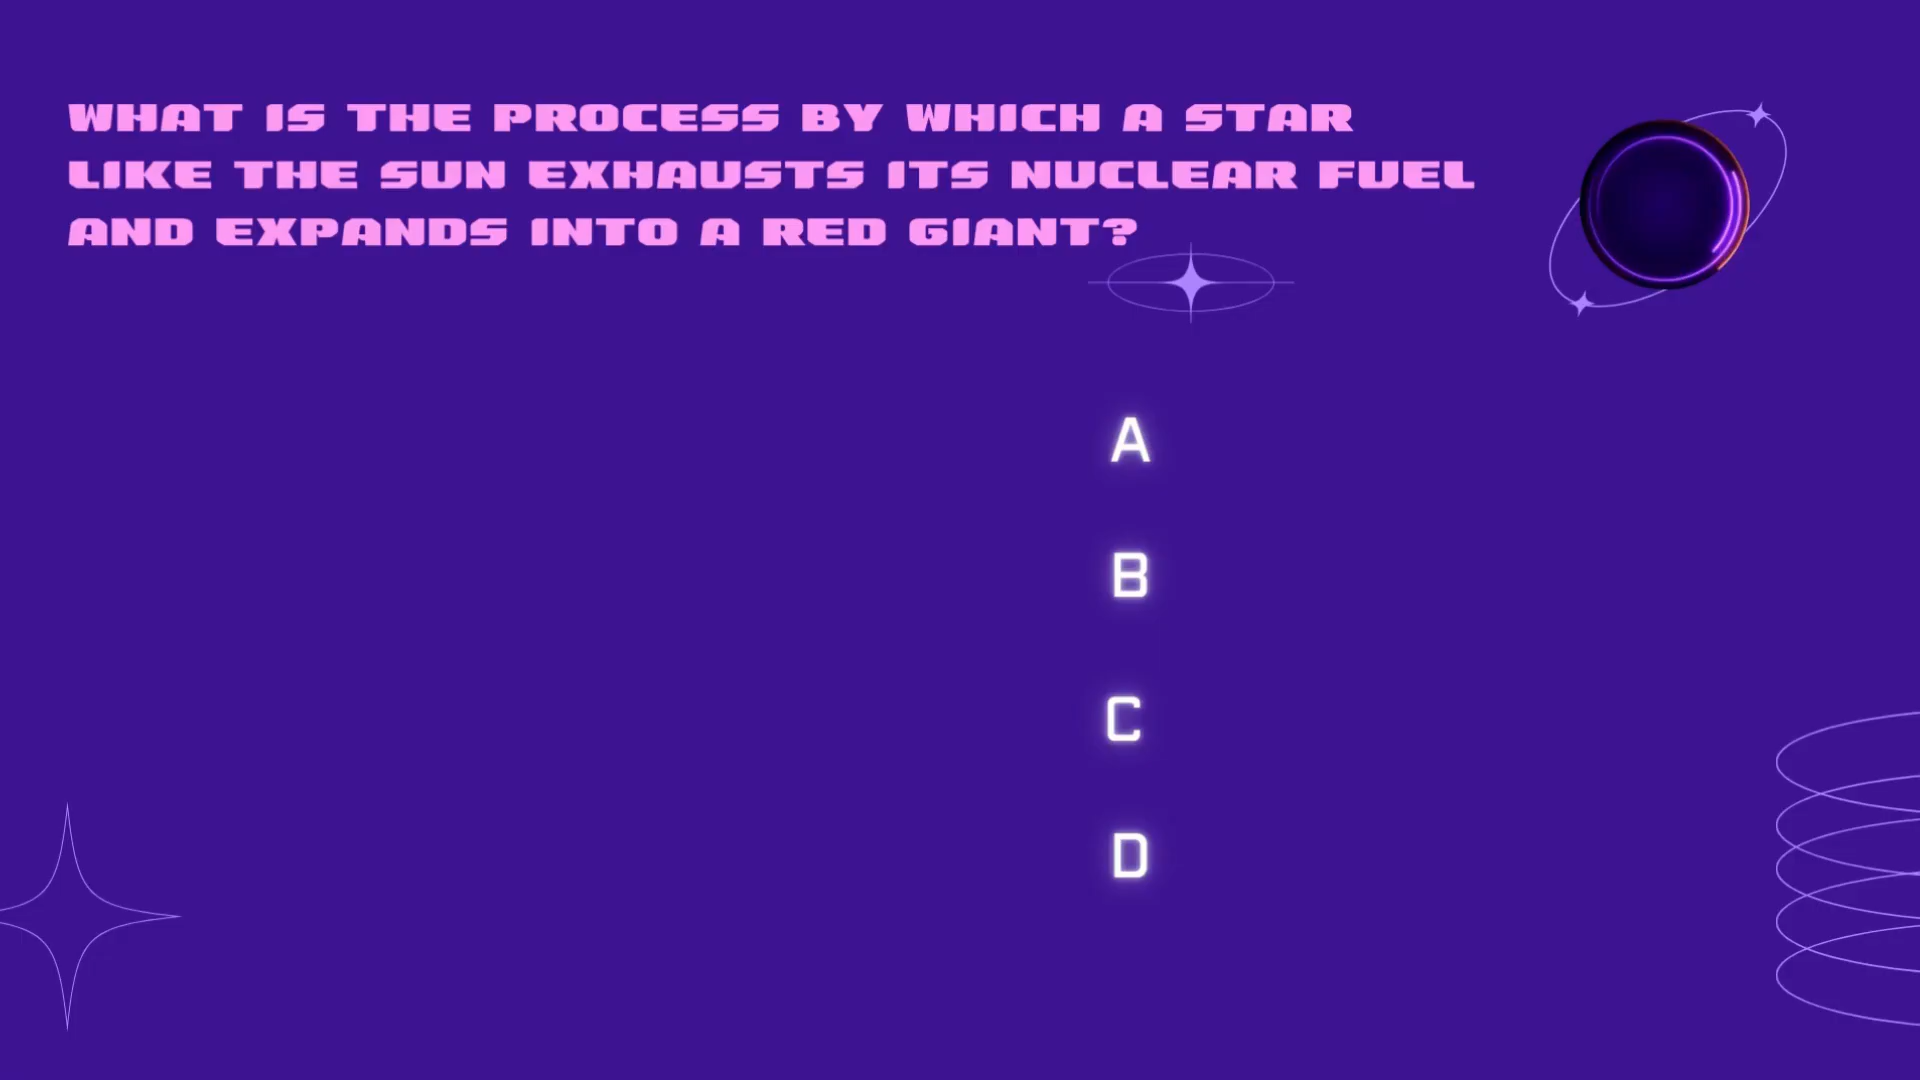 WHAT IS THE PROCESS BY WHICH A STAR
LIKE THE SUN EXHAUSTS ITS NUCLEAR FUEL
AND EXPANDS INTO A RED GIANT?
A
B
C
D